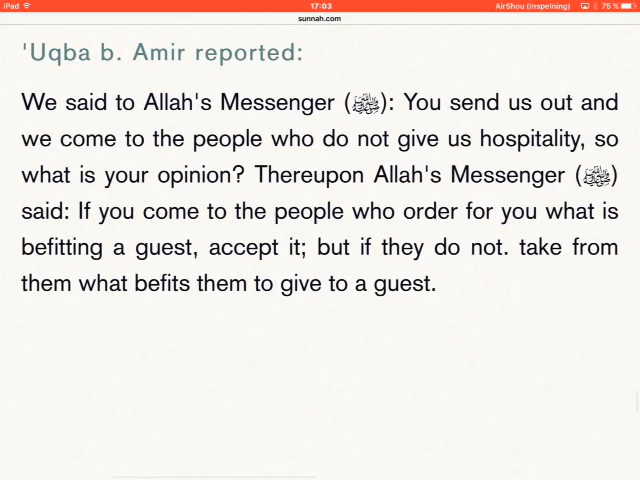 iPad 17:03 AirShou (Inspelning) 75 %
sunnah.com
'Uqba b. Amir reported:
We said to Allah's Messenger (ﷺ): You send us out and
we come to the people who do not give us hospitality, so
what is your opinion? Thereupon Allah's Messenger (ﷺ)
said: If you come to the people who order for you what is
befitting a guest, accept it; but if they do not. take from
them what befits them to give to a guest.